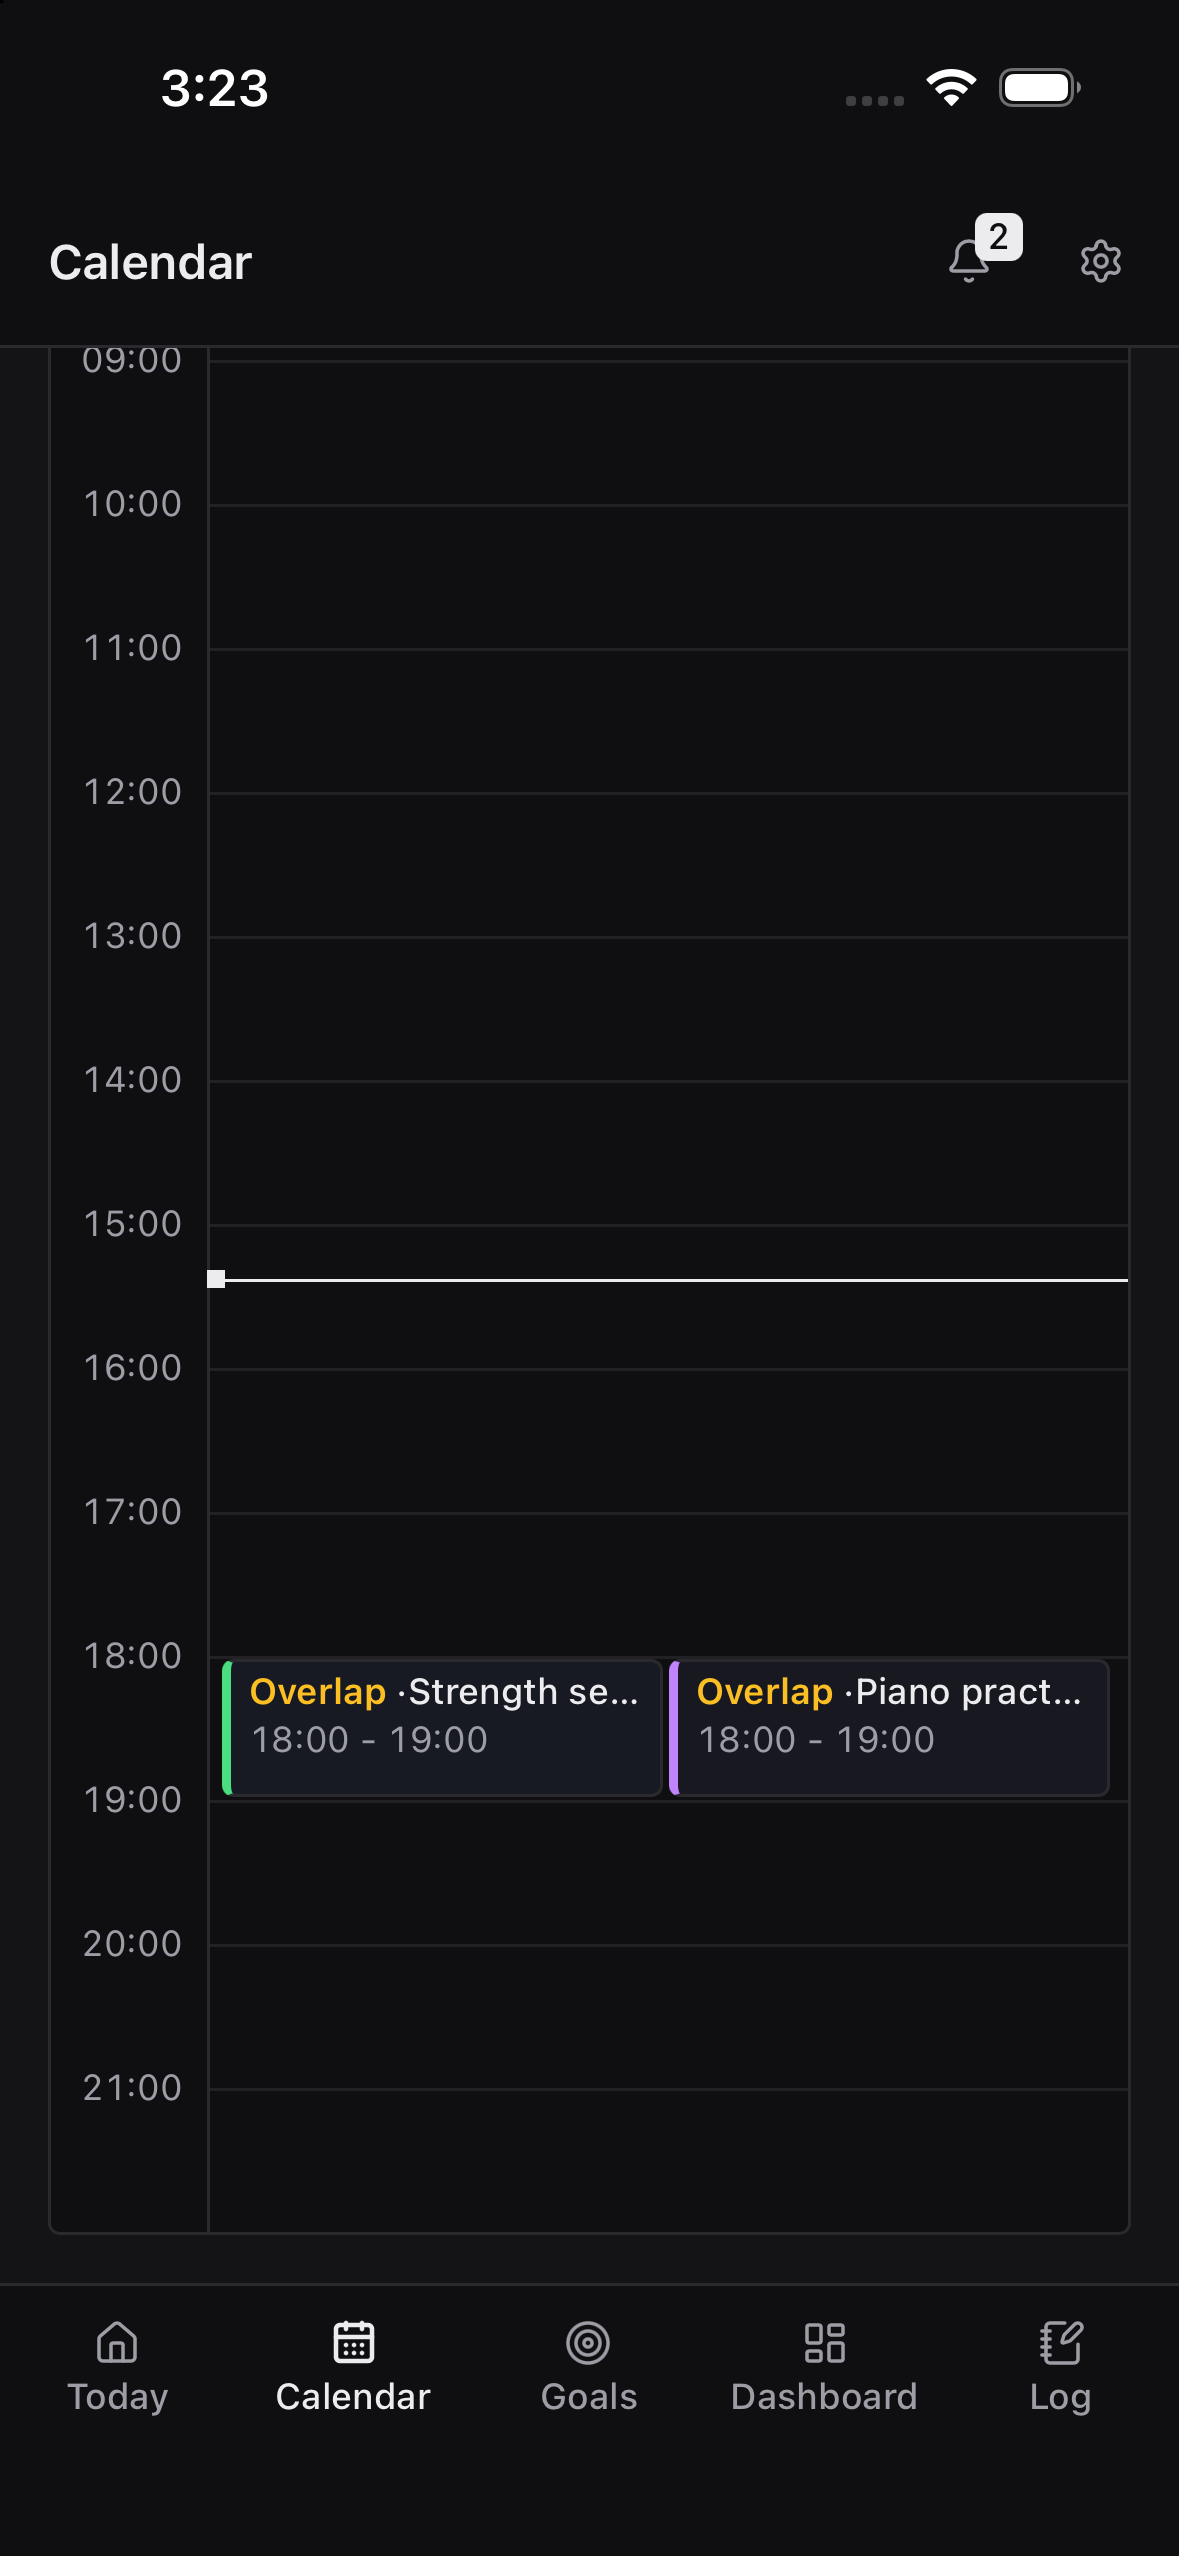 3:23
Calendar
2
09:00
10:00
11:00
12:00
13:00
14:00
15:00
16:00
17:00
18:00
Overlap ·Strength se...
18:00 - 19:00
Overlap ·Piano pract...
18:00 - 19:00
19:00
20:00
21:00
Today
Calendar
Goals
Dashboard
Log